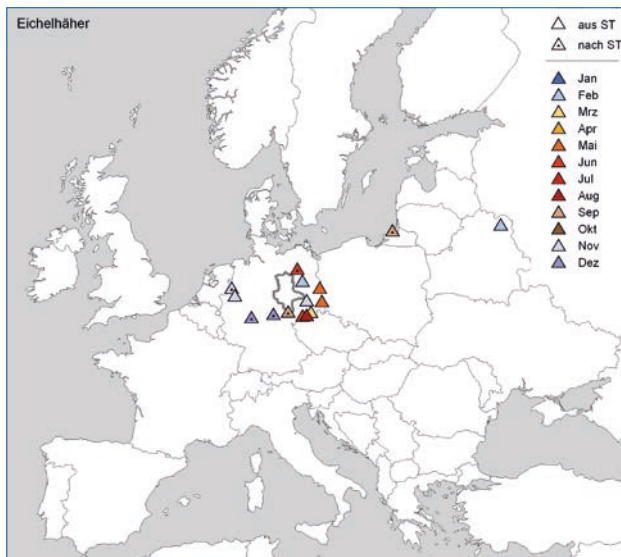 Eichelhäher
aus ST
nach ST
Jan
Feb
Mrz
Apr
Mai
Jun
Jul
Aug
Sep
Okt
Nov
Dez